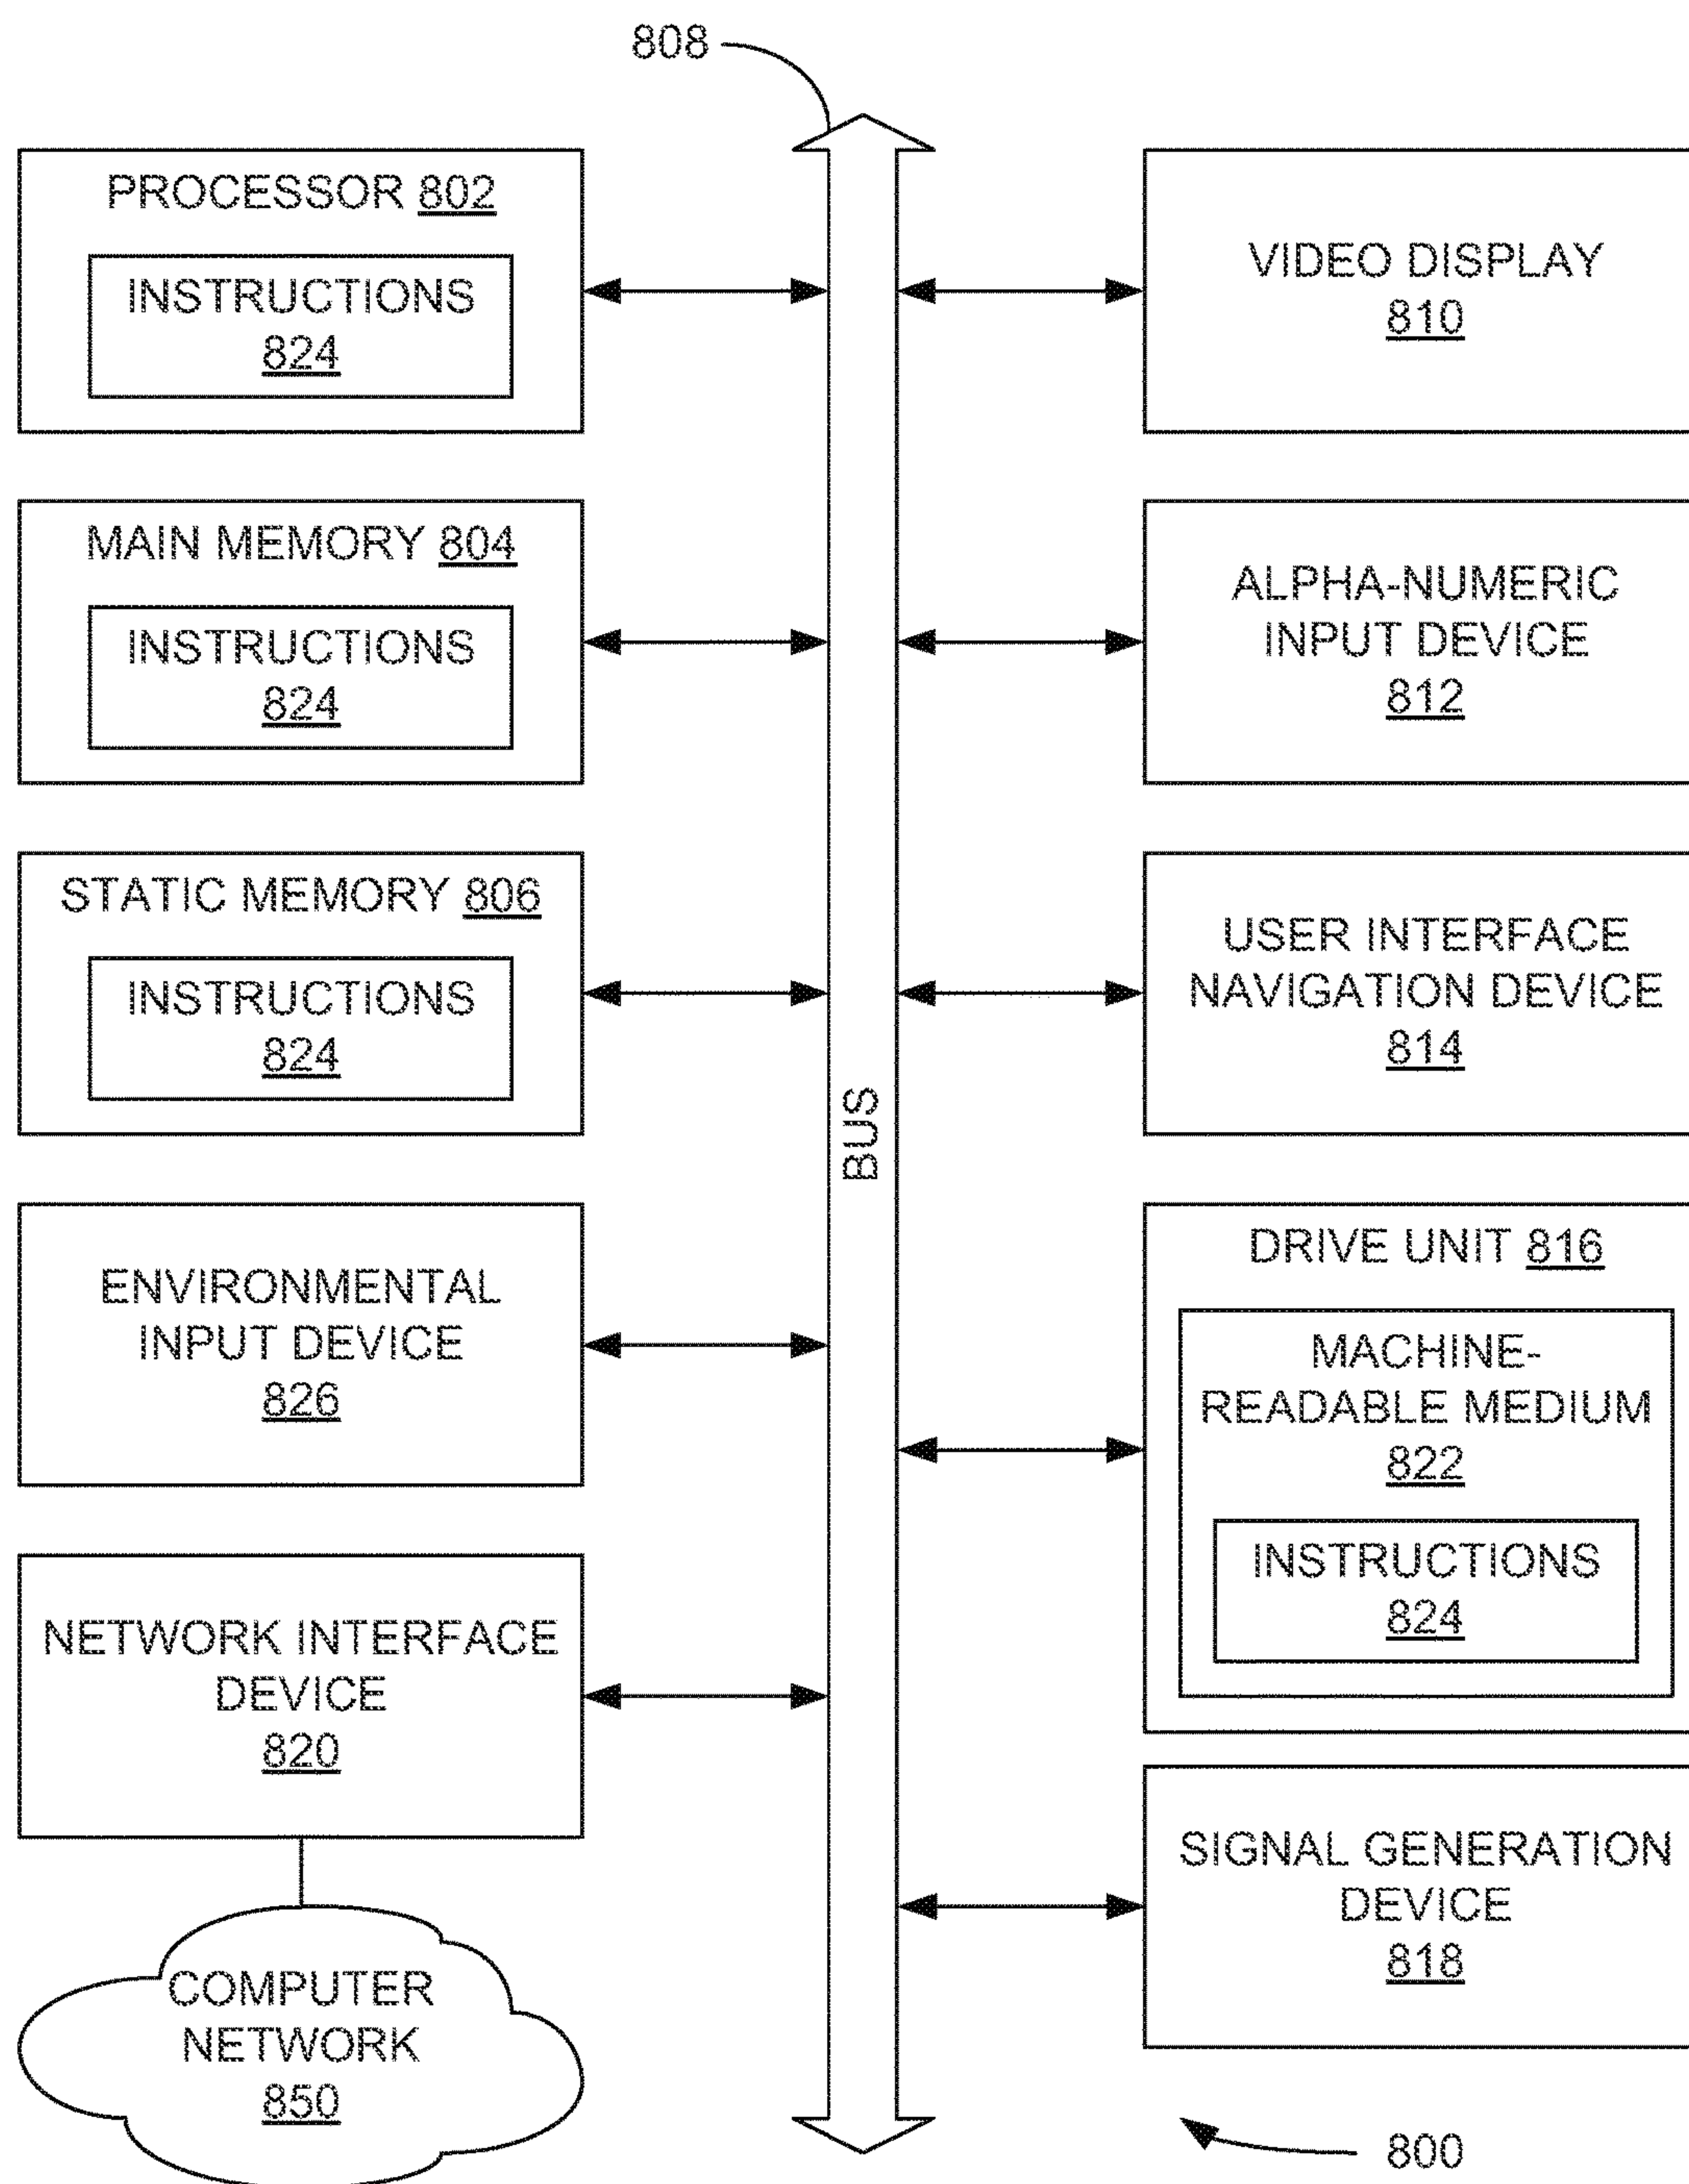 808
PROCESSOR 802
INSTRUCTIONS
824
MAIN MEMORY 804
INSTRUCTIONS
824
STATIC MEMORY 806
INSTRUCTIONS
824
ENVIRONMENTAL
INPUT DEVICE
826
NETWORK INTERFACE
DEVICE
820
COMPUTER
NETWORK
850
BUS
VIDEO DISPLAY
810
ALPHA-NUMERIC
INPUT DEVICE
812
USER INTERFACE
NAVIGATION DEVICE
814
DRIVE UNIT 816
MACHINE-
READABLE MEDIUM
822
INSTRUCTIONS
824
SIGNAL GENERATION
DEVICE
818
800